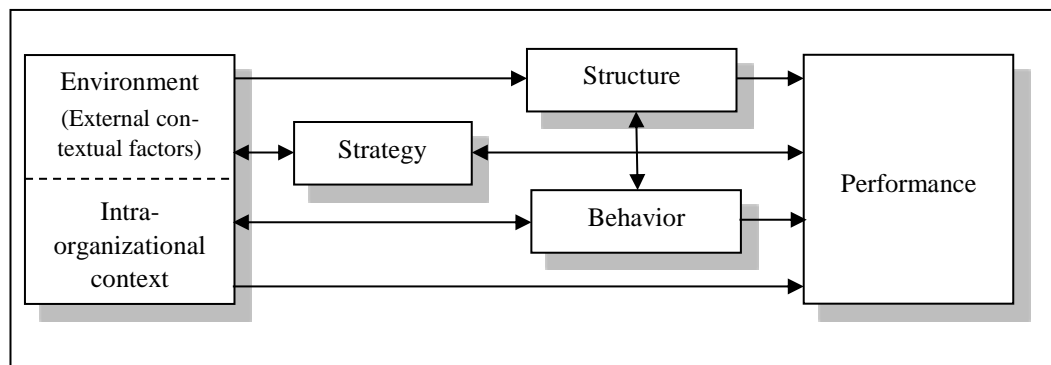 Environment
(External con-
textual factors)
Intra-
organizational
context
Strategy
Structure
Behavior
Performance